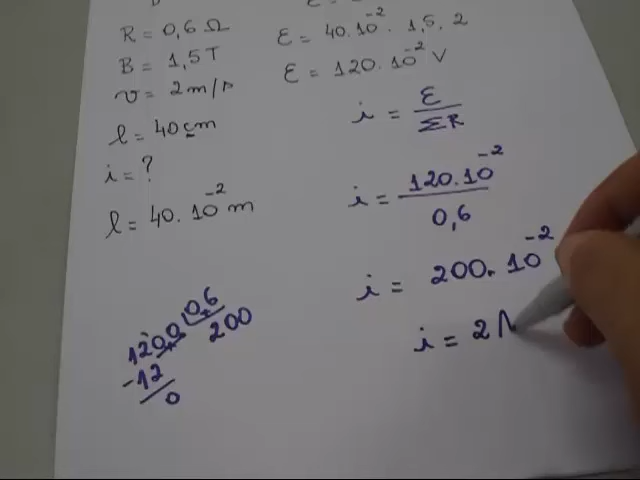 R = 0,6 Ω
B = 1,5 T
v = 2 m/s
l = 40 cm
i = ?
l = 40. 10⁻² m
ε = 40.10⁻² . 1,5. 2
ε = 120.10⁻² V
i = ε / ΣR
i = 120.10⁻² / 0,6
i = 200. 10⁻²
i = 2
1200 0,6
-12 200
0